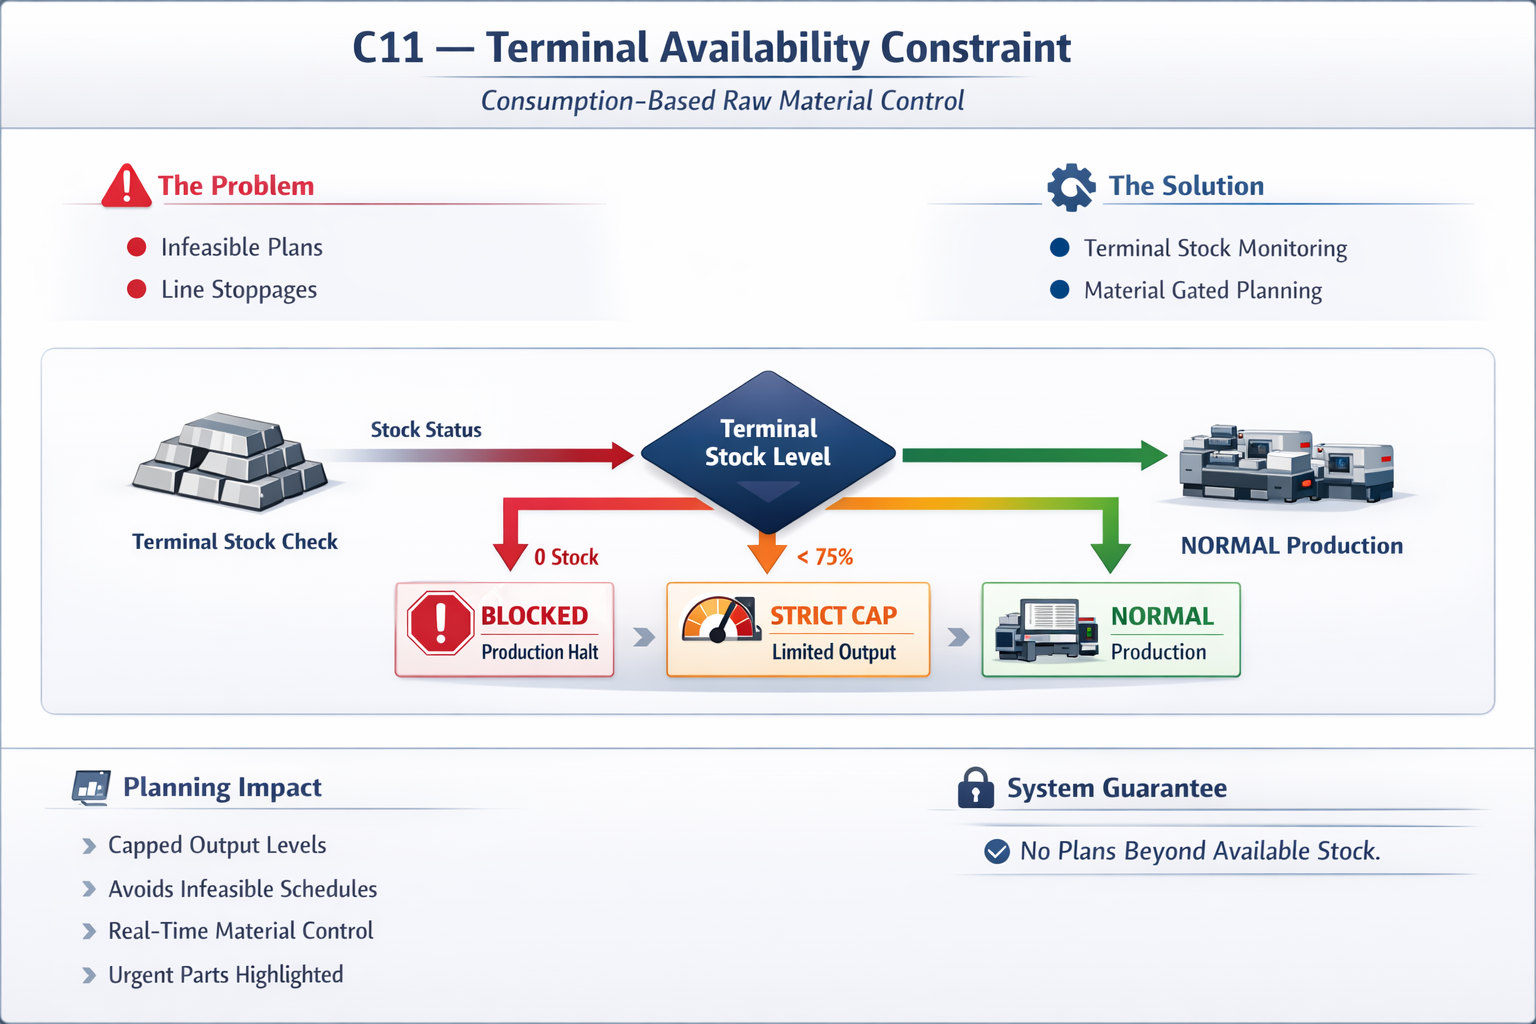 C11 — Terminal Availability Constraint
Consumption-Based Raw Material Control
The Problem
Infeasible Plans
Line Stoppages
The Solution
Terminal Stock Monitoring
Material Gated Planning
Stock Status
Terminal Stock Check
Terminal
Stock Level
NORMAL Production
0 Stock
< 75%
BLOCKED
Production Halt
STRICT CAP
Limited Output
NORMAL
Production
Planning Impact
Capped Output Levels
Avoids Infeasible Schedules
Real-Time Material Control
Urgent Parts Highlighted
System Guarantee
No Plans Beyond Available Stock.